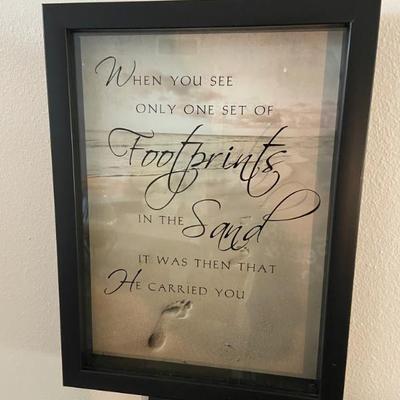 When you see
only one set of
Footprints
in the Sand
it was then that
He carried you